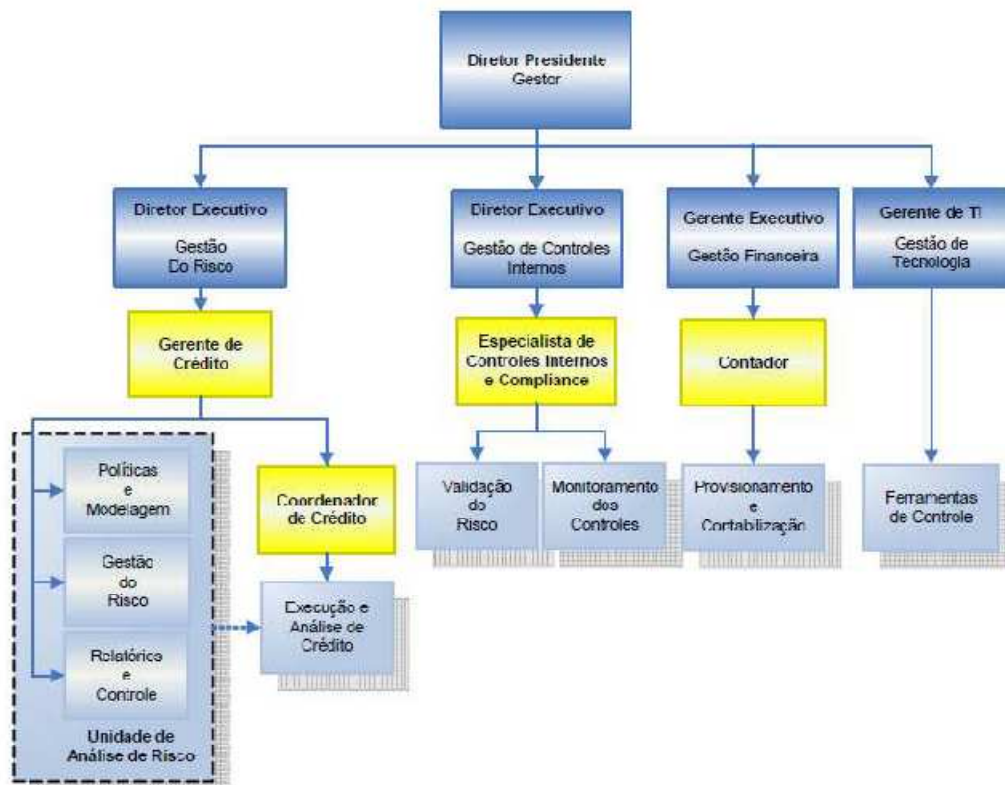 Diretor Presidente
Gestor
Diretor Executivo
Gestão
Do Risco
Diretor Executivo
Gestão de Controles
Internos
Gerente Executivo
Gestão Financeira
Gerente de TI
Gestão de
Tecnologia
Gerente de
Crédito
Especialista de
Controles Internos
e Compliance
Contador
Políticas
e
Modelagem
Gestão
do
Risco
Relatórios
e
Controle
Unidade de
Análise de Risco
Coordenador
de Crédito
Execução e
Análise de
Crédito
Validação
do
Risco
Monitoramento
dos
Controles
Provisionamento
e
Contabilização
Ferramentas
de Controle